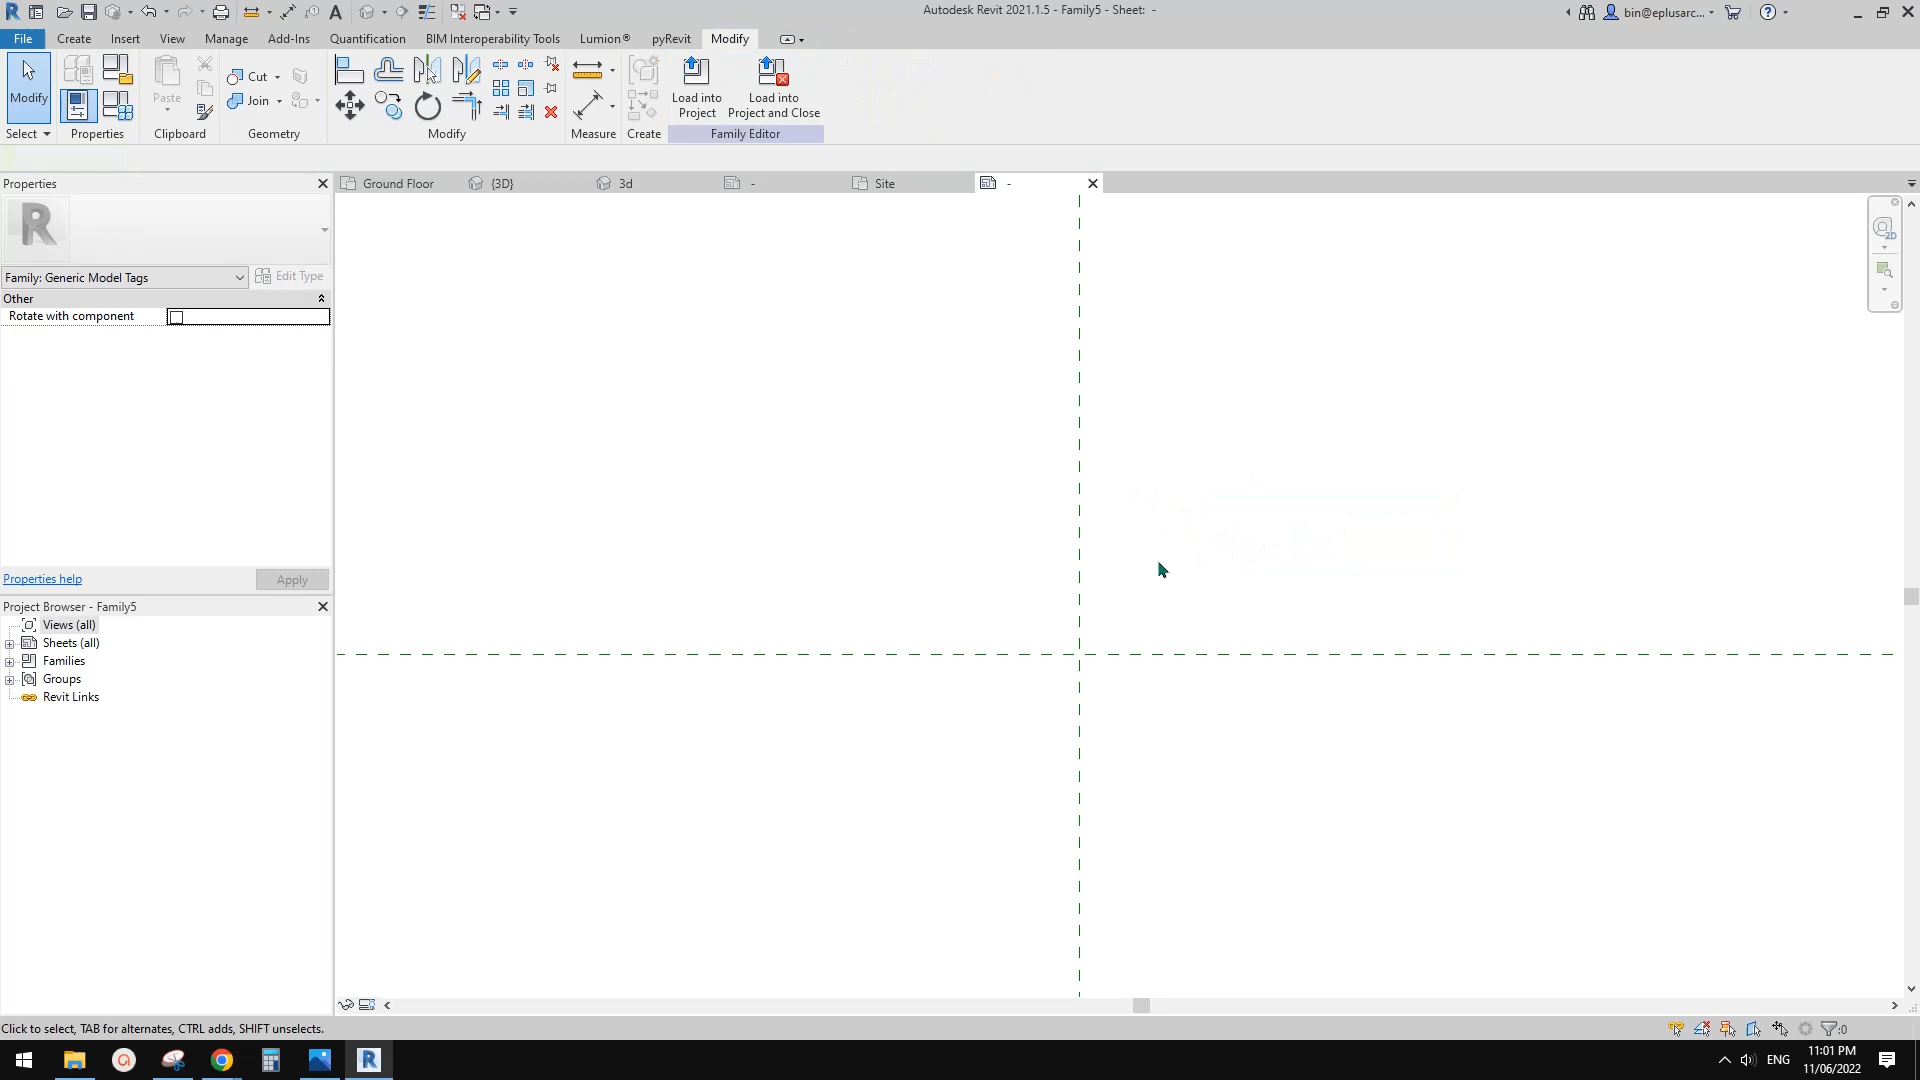 Autodesk Revit 2021.1.5 - Family5 - Sheet: -
bin@eplusarc...
File Create Insert View Manage Add-Ins Quantification BIM Interoperability Tools Lumion® pyRevit Modify
Modify
Paste
Cut
Join
Load into
Project
Load into
Project and Close
Select Properties Clipboard Geometry Modify Measure Create Family Editor
Properties
Ground Floor {3D} 3d - Site -
R
2D
Family: Generic Model Tags
Edit Type
Other
Rotate with component
Properties help
Apply
Project Browser - Family5
Views (all)
Sheets (all)
Families
Groups
Revit Links
Click to select, TAB for alternates, CTRL adds, SHIFT unselects.
:0
ENG
11:01 PM
11/06/2022